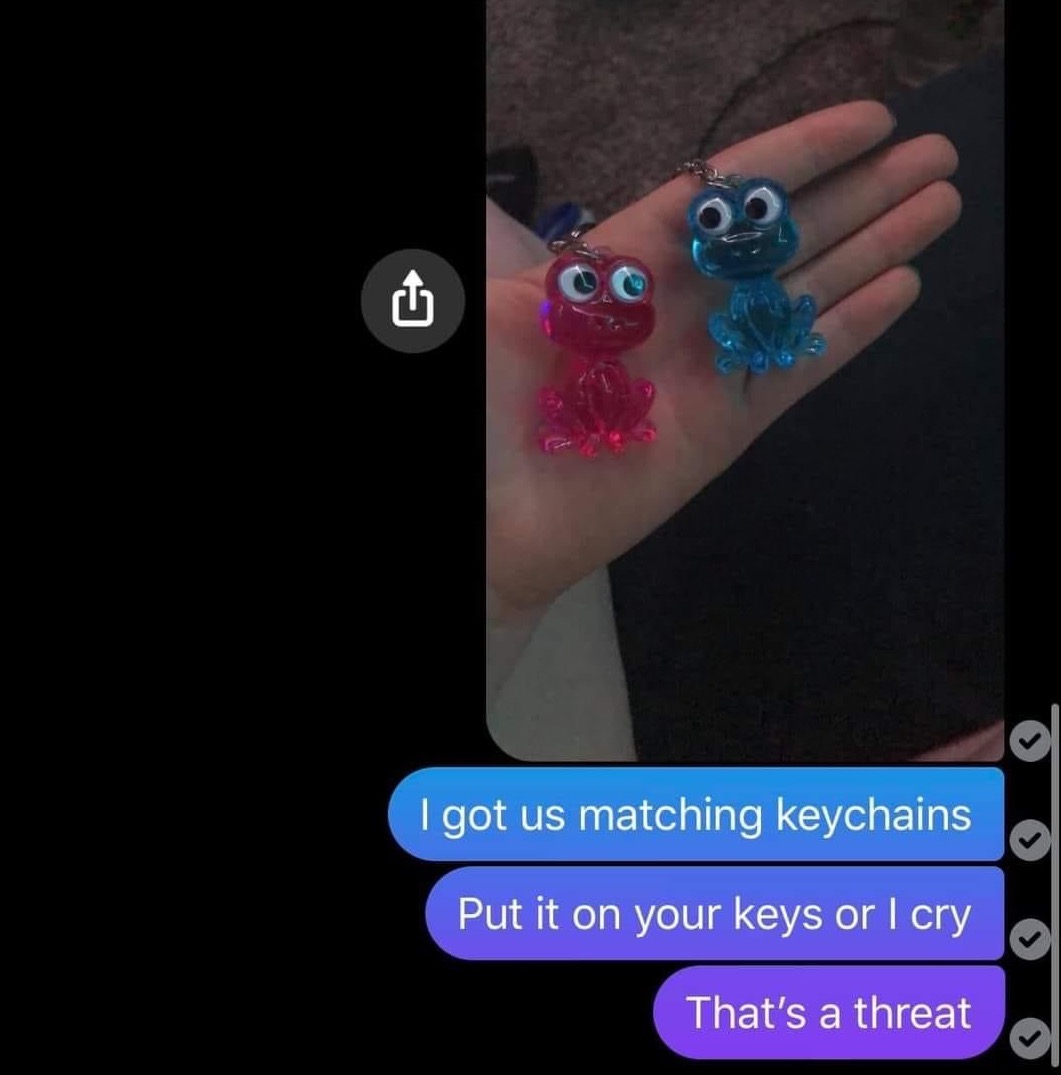 I got us matching keychains
Put it on your keys or I cry
That’s a threat